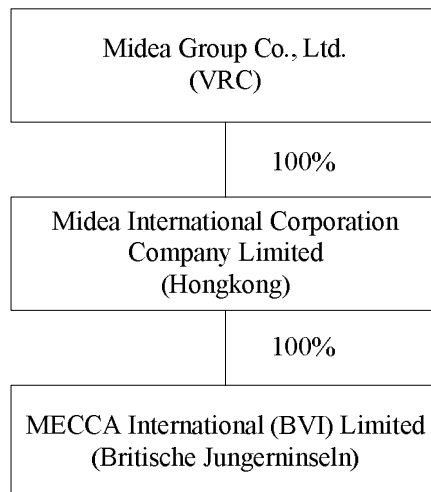 Midea Group Co., Ltd.
(VRC)
100%
Midea International Corporation
Company Limited
(Hongkong)
100%
MECCA International (BVI) Limited
(Britische Jungerninseln)